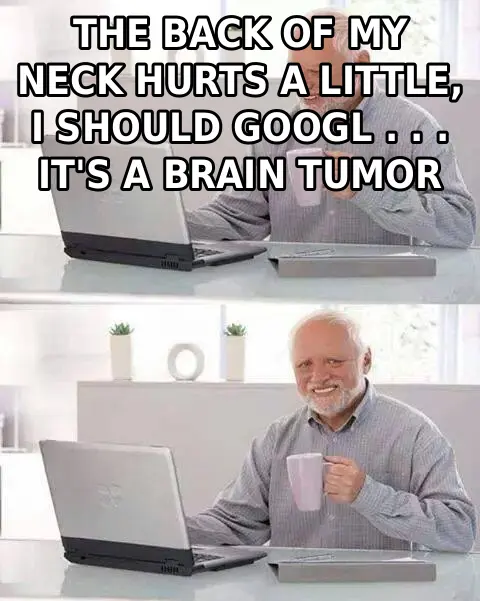 THE BACK OF MY
NECK HURTS A LITTLE,
I SHOULD GOOGL . . .
IT'S A BRAIN TUMOR